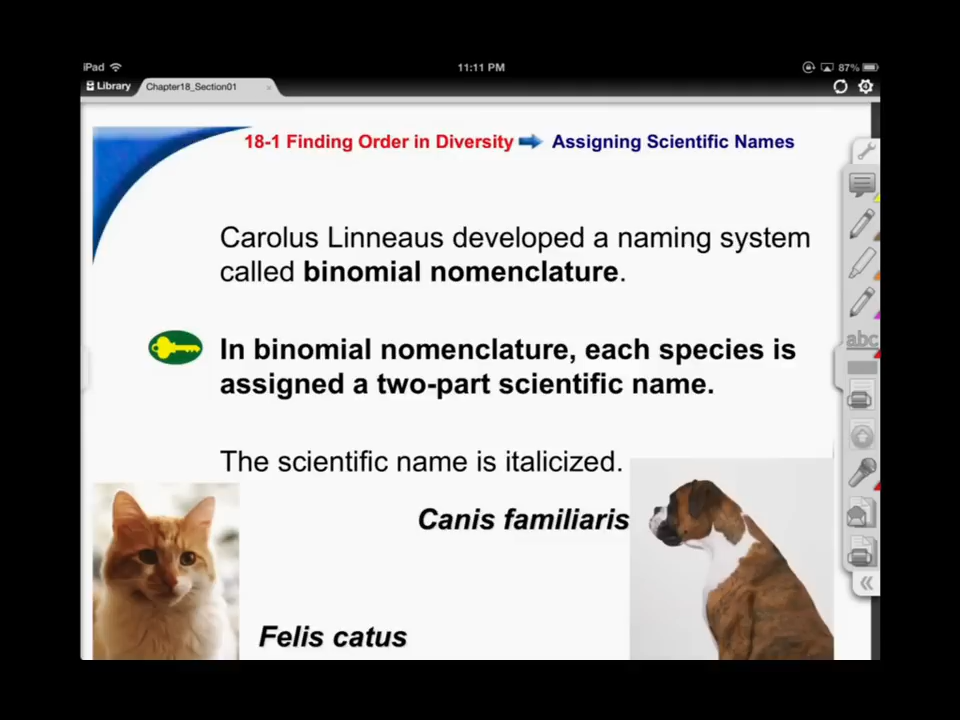 iPad 11:11 PM 87%
Library Chapter18_Section01
18-1 Finding Order in Diversity Assigning Scientific Names
Carolus Linneaus developed a naming system
called binomial nomenclature.
In binomial nomenclature, each species is
assigned a two-part scientific name.
The scientific name is italicized.
Canis familiaris
Felis catus
abc